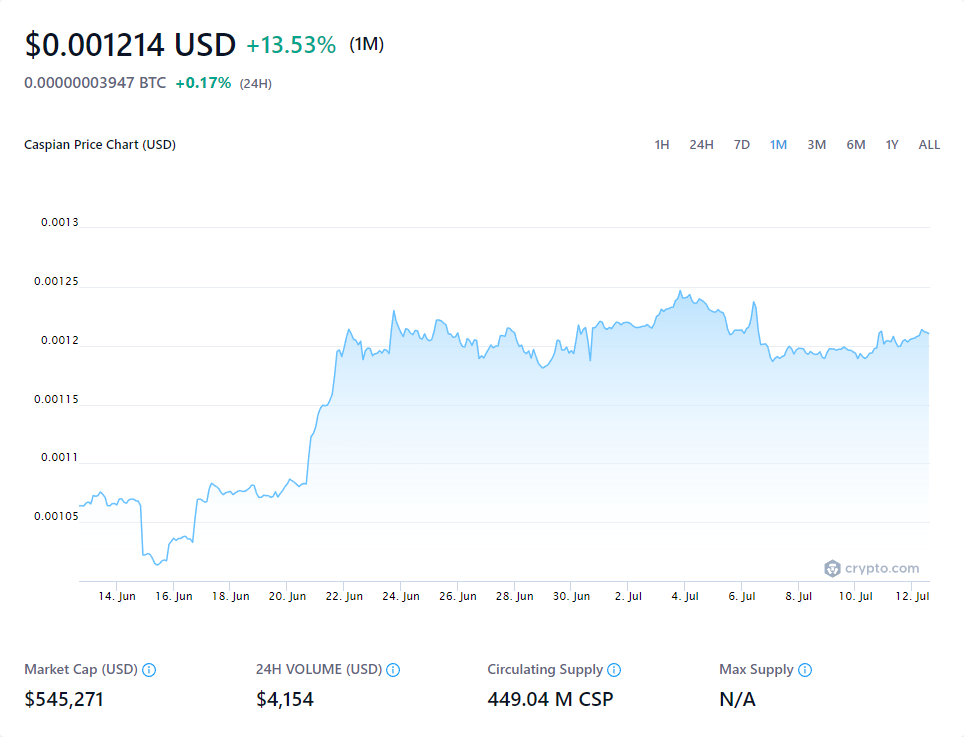 $0.001214 USD +13.53% (1M)
0.00000003947 BTC +0.17% (24H)
Caspian Price Chart (USD) 1H 24H 7D 1M 3M 6M 1Y ALL
0.0013
0.00125
0.0012
0.00115
0.0011
0.00105
crypto.com
14. Jun 16. Jun 18. Jun 20. Jun 22. Jun 24. Jun 26. Jun 28. Jun 30. Jun 2. Jul 4. Jul 6. Jul 8. Jul 10. Jul 12. Jul
Market Cap (USD) 24H VOLUME (USD) Circulating Supply Max Supply
$545,271 $4,154 449.04 M CSP N/A